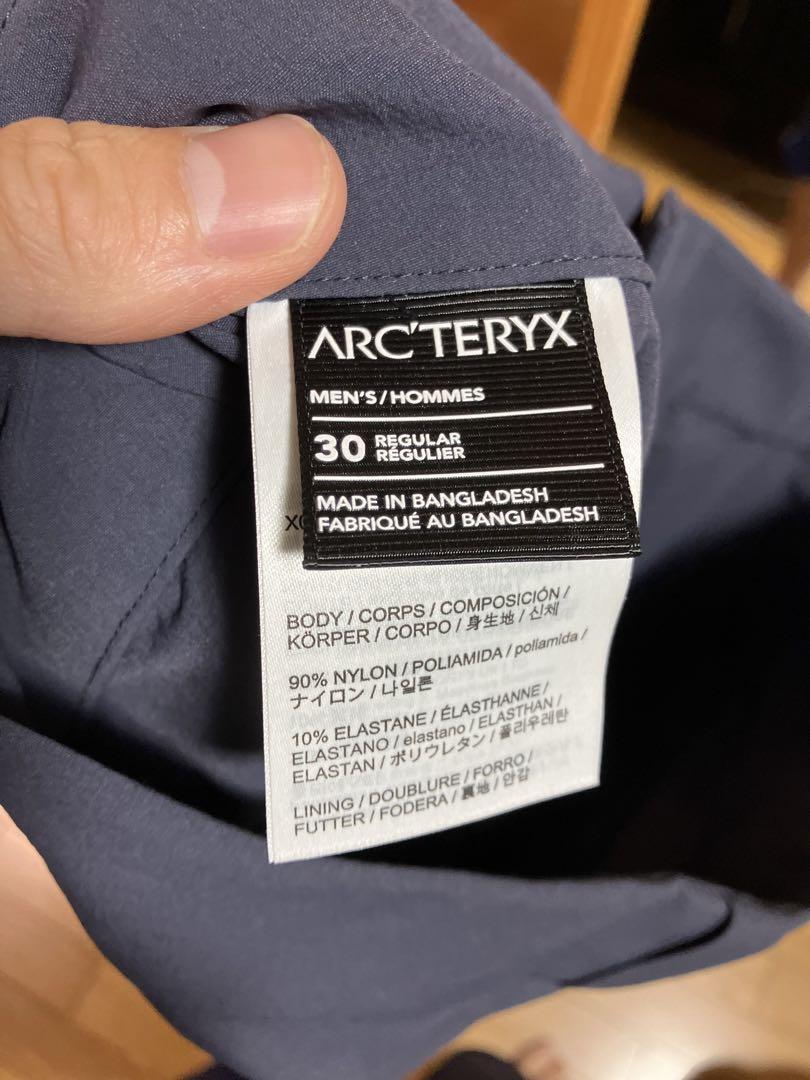 ARC'TERYX
MEN'S/HOMMES
30 REGULAR
RÉGULIER
MADE IN BANGLADESH
FABRIQUÉ AU BANGLADESH
BODY / CORPS / COMPOSICIÓN /
KÖRPER / CORPO / 身生地 / 신체
90% NYLON / POLIAMIDA / poliamida /
ナイロン / 나일론
10% ELASTANE / ÉLASTHANNE /
ELASTANO / elastano / ELASTHAN /
ELASTAN / ポリウレタン / 폴리우레탄
LINING / DOUBLURE / FORRO /
FUTTER / FODERA / 裏地 / 안감